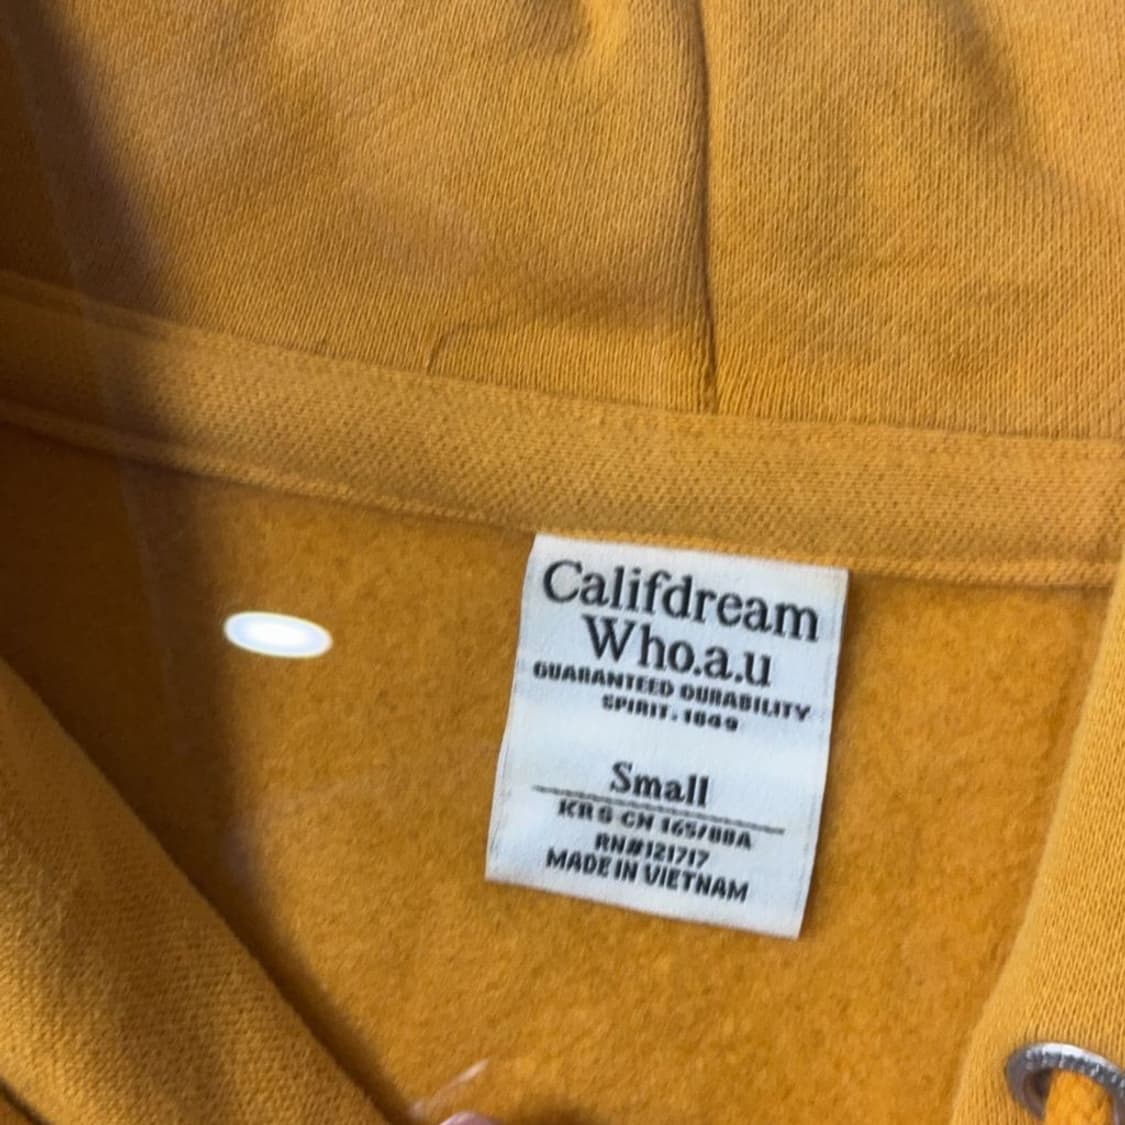 Califdream
Who.a.u
GUARANTEED DURABILITY
SPIRIT. 1849
Small
KR S CN 165/88A
RN#121717
MADE IN VIETNAM